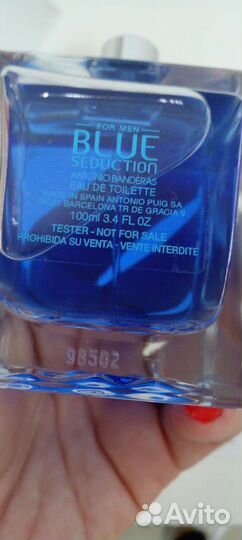 FOR MEN
BLUE
SEDUCTION
ANTONIO BANDERAS
EAU DE TOILETTE
MADE IN SPAIN ANTONIO PUIG SA
BARCELONA TR DE GRACIA 9
100ml 3.4 FL OZ
TESTER - NOT FOR SALE
PROHIBIDA SU VENTA - VENTE INTERDITE
98502
Avito